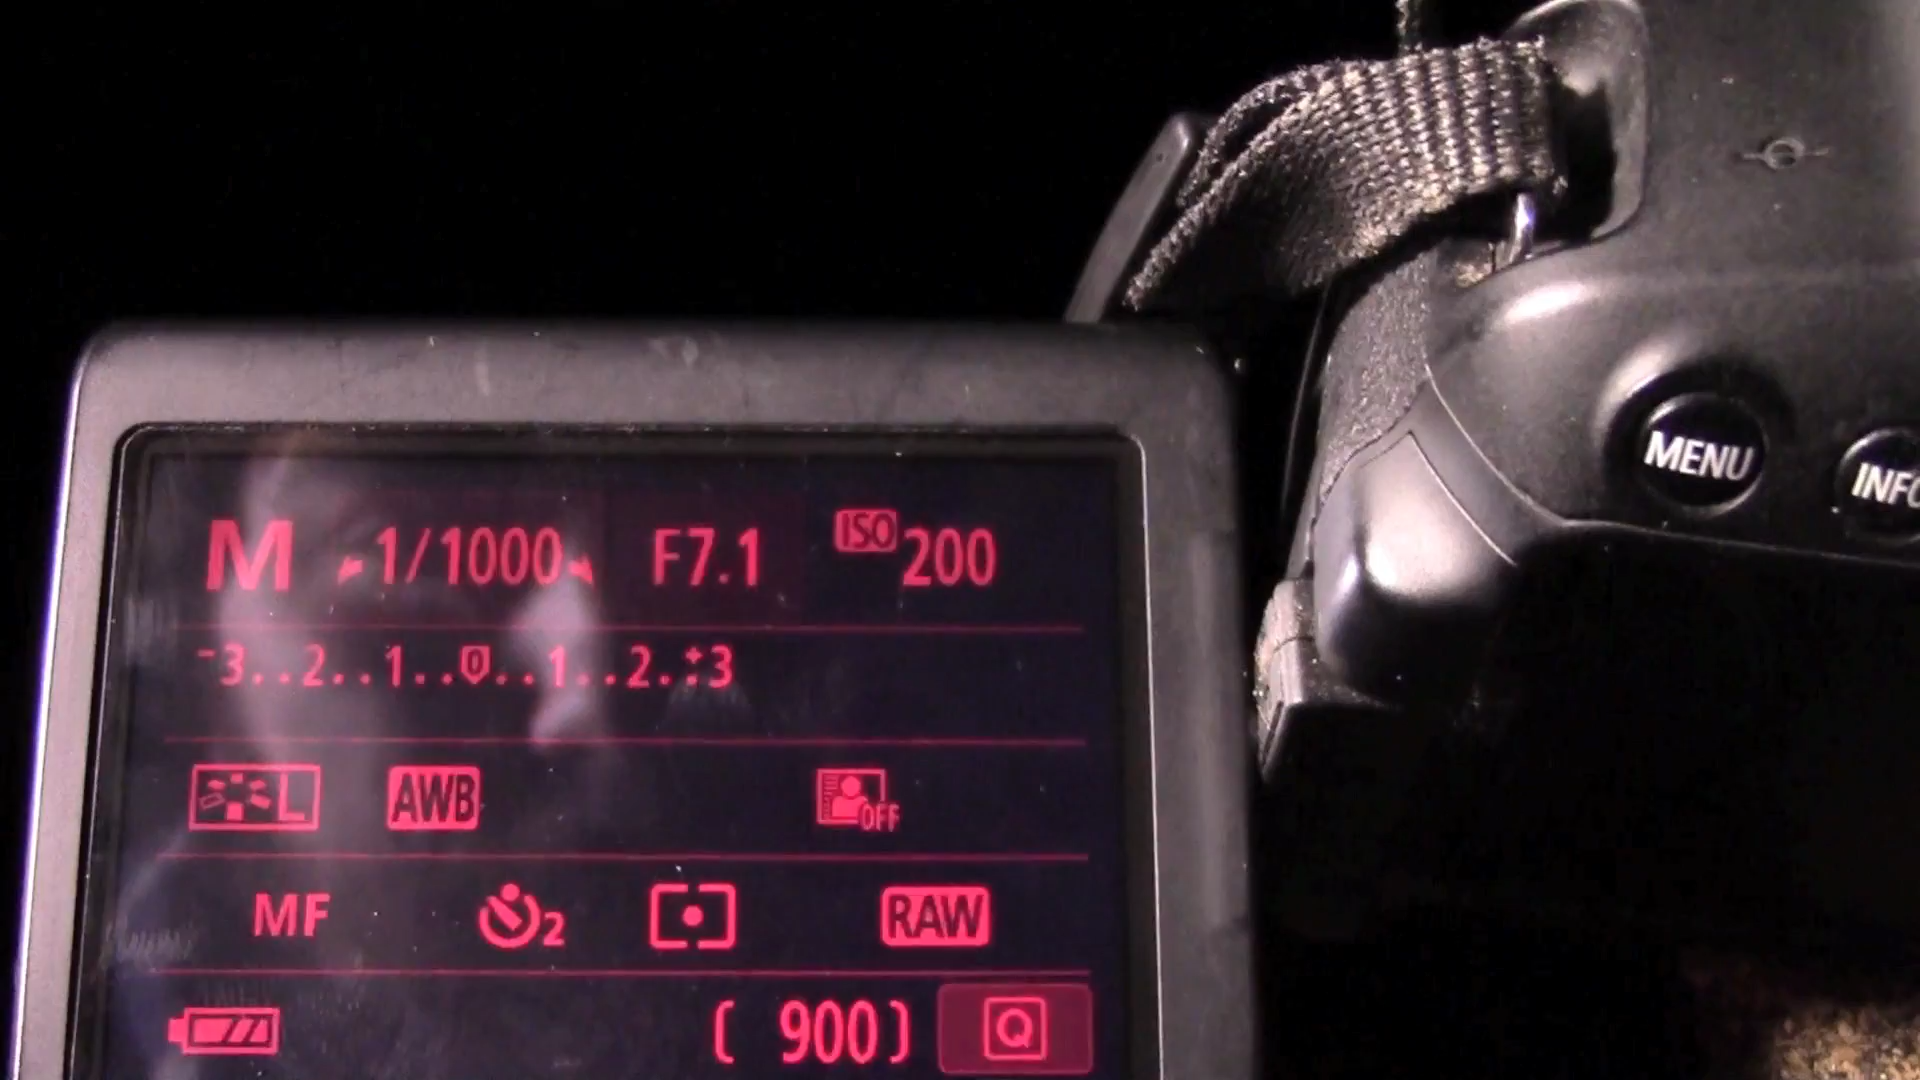 M 1/1000 F7.1 ISO 200
-3..2..1..0..1..2.:+3
L AWB OFF
MF 2 RAW
[ 900] Q
MENU
INFO